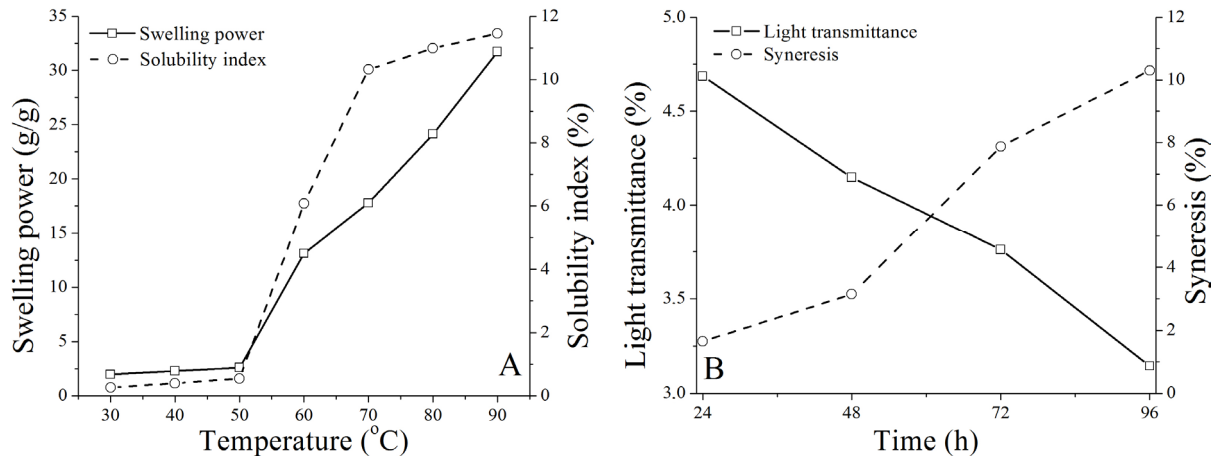 Swelling power
Solubility index
Swelling power (g/g)
35
30
25
20
15
10
5
0
12
10
8
6
4
2
0
Solubility index (%)
30 40 50 60 70 80 90
Temperature (°C)
A
Light transmittance
Syneresis
Light transmittance (%)
5.0
4.5
4.0
3.5
3.0
12
10
8
6
4
2
0
Syneresis (%)
24 48 72 96
Time (h)
B